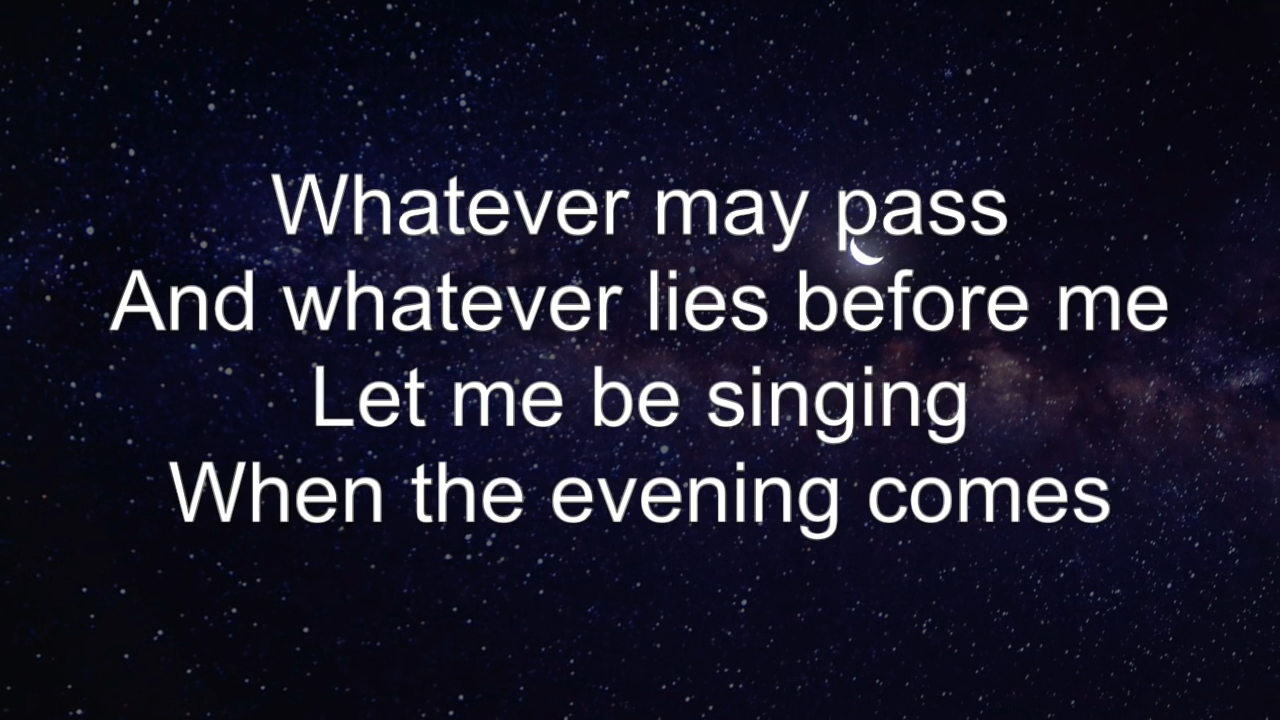 Whatever may pass
And whatever lies before me
Let me be singing
When the evening comes